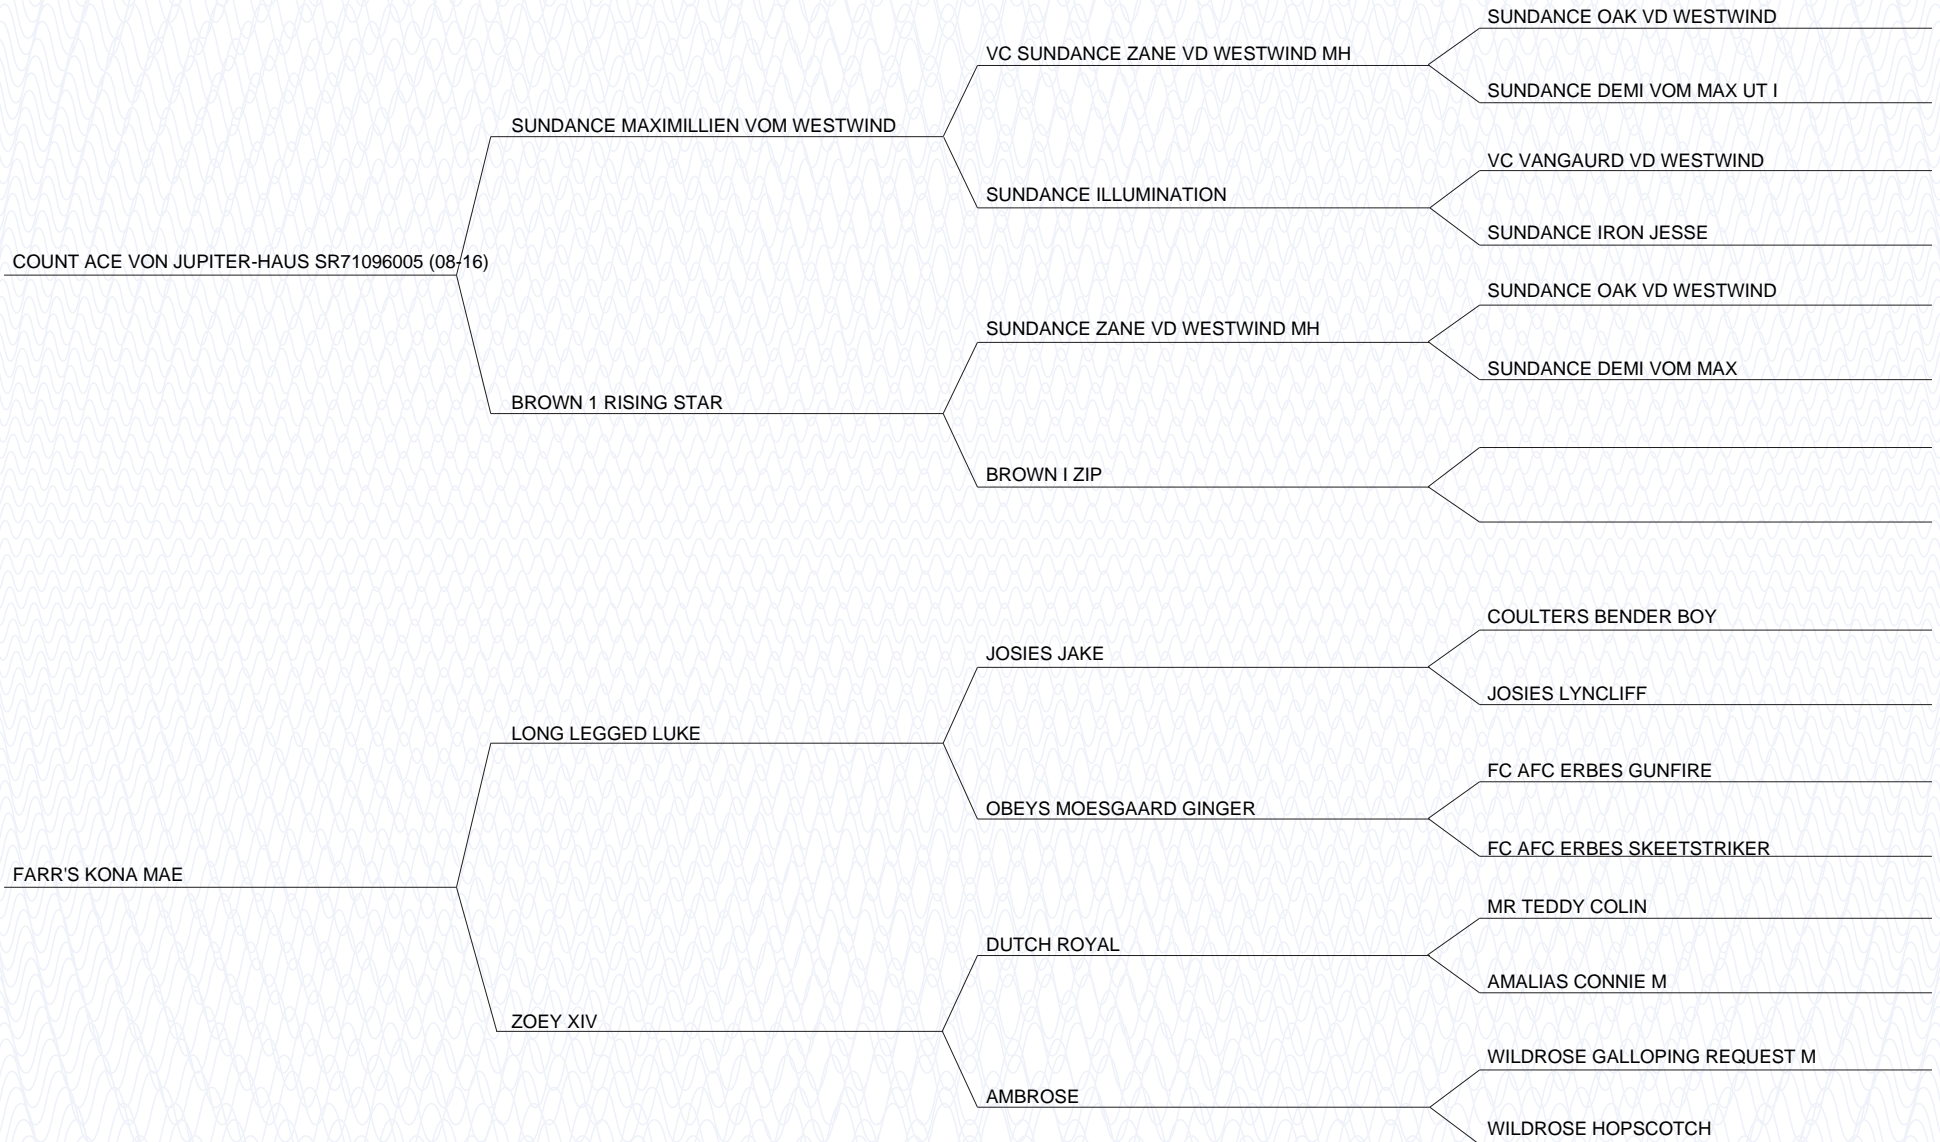 SUNDANCE OAK VD WESTWIND
VC SUNDANCE ZANE VD WESTWIND MH
SUNDANCE DEMI VOM MAX UT I
SUNDANCE MAXIMILLIEN VOM WESTWIND
VC VANGAURD VD WESTWIND
SUNDANCE ILLUMINATION
SUNDANCE IRON JESSE
COUNT ACE VON JUPITER-HAUS SR71096005 (08-16)
SUNDANCE OAK VD WESTWIND
SUNDANCE ZANE VD WESTWIND MH
SUNDANCE DEMI VOM MAX
BROWN 1 RISING STAR
BROWN I ZIP
COULTERS BENDER BOY
JOSIES JAKE
JOSIES LYNCLIFF
LONG LEGGED LUKE
FC AFC ERBES GUNFIRE
OBEYS MOESGAARD GINGER
FC AFC ERBES SKEETSTRIKER
FARR'S KONA MAE
MR TEDDY COLIN
DUTCH ROYAL
AMALIAS CONNIE M
ZOEY XIV
WILDROSE GALLOPING REQUEST M
AMBROSE
WILDROSE HOPSCOTCH